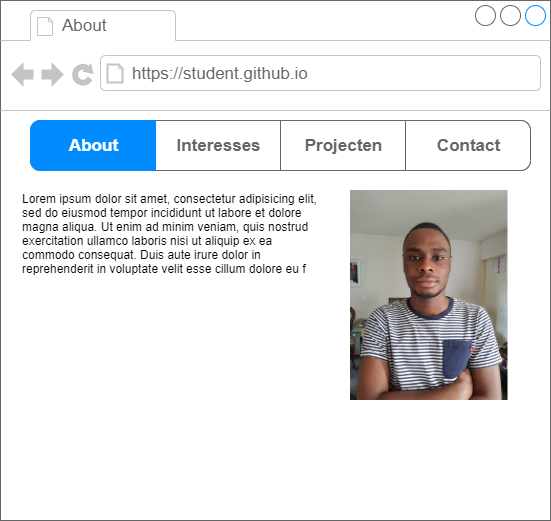 About
https://student.github.io
About Interesses Projecten Contact
Lorem ipsum dolor sit amet, consectetur adipisicing elit,
sed do eiusmod tempor incididunt ut labore et dolore
magna aliqua. Ut enim ad minim veniam, quis nostrud
exercitation ullamco laboris nisi ut aliquip ex ea
commodo consequat. Duis aute irure dolor in
reprehenderit in voluptate velit esse cillum dolore eu f